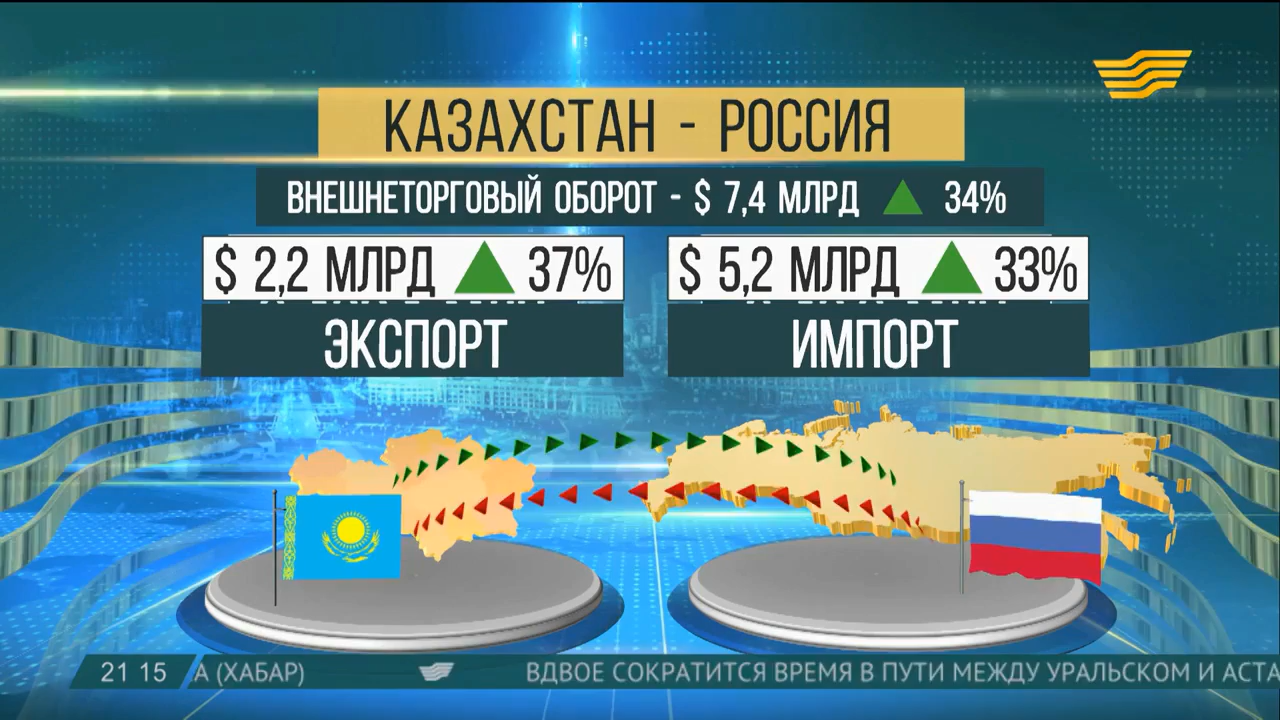 КАЗАХСТАН - РОССИЯ
ВНЕШНЕТОРГОВЫЙ ОБОРОТ - $ 7,4 МЛРД ▲ 34%
$ 2,2 МЛРД ▲ 37%
ЭКСПОРТ
$ 5,2 МЛРД ▲ 33%
ИМПОРТ
21 15
А (ХАБАР)
ВДВОЕ СОКРАТИТСЯ ВРЕМЯ В ПУТИ МЕЖДУ УРАЛЬСКОМ И АСТА